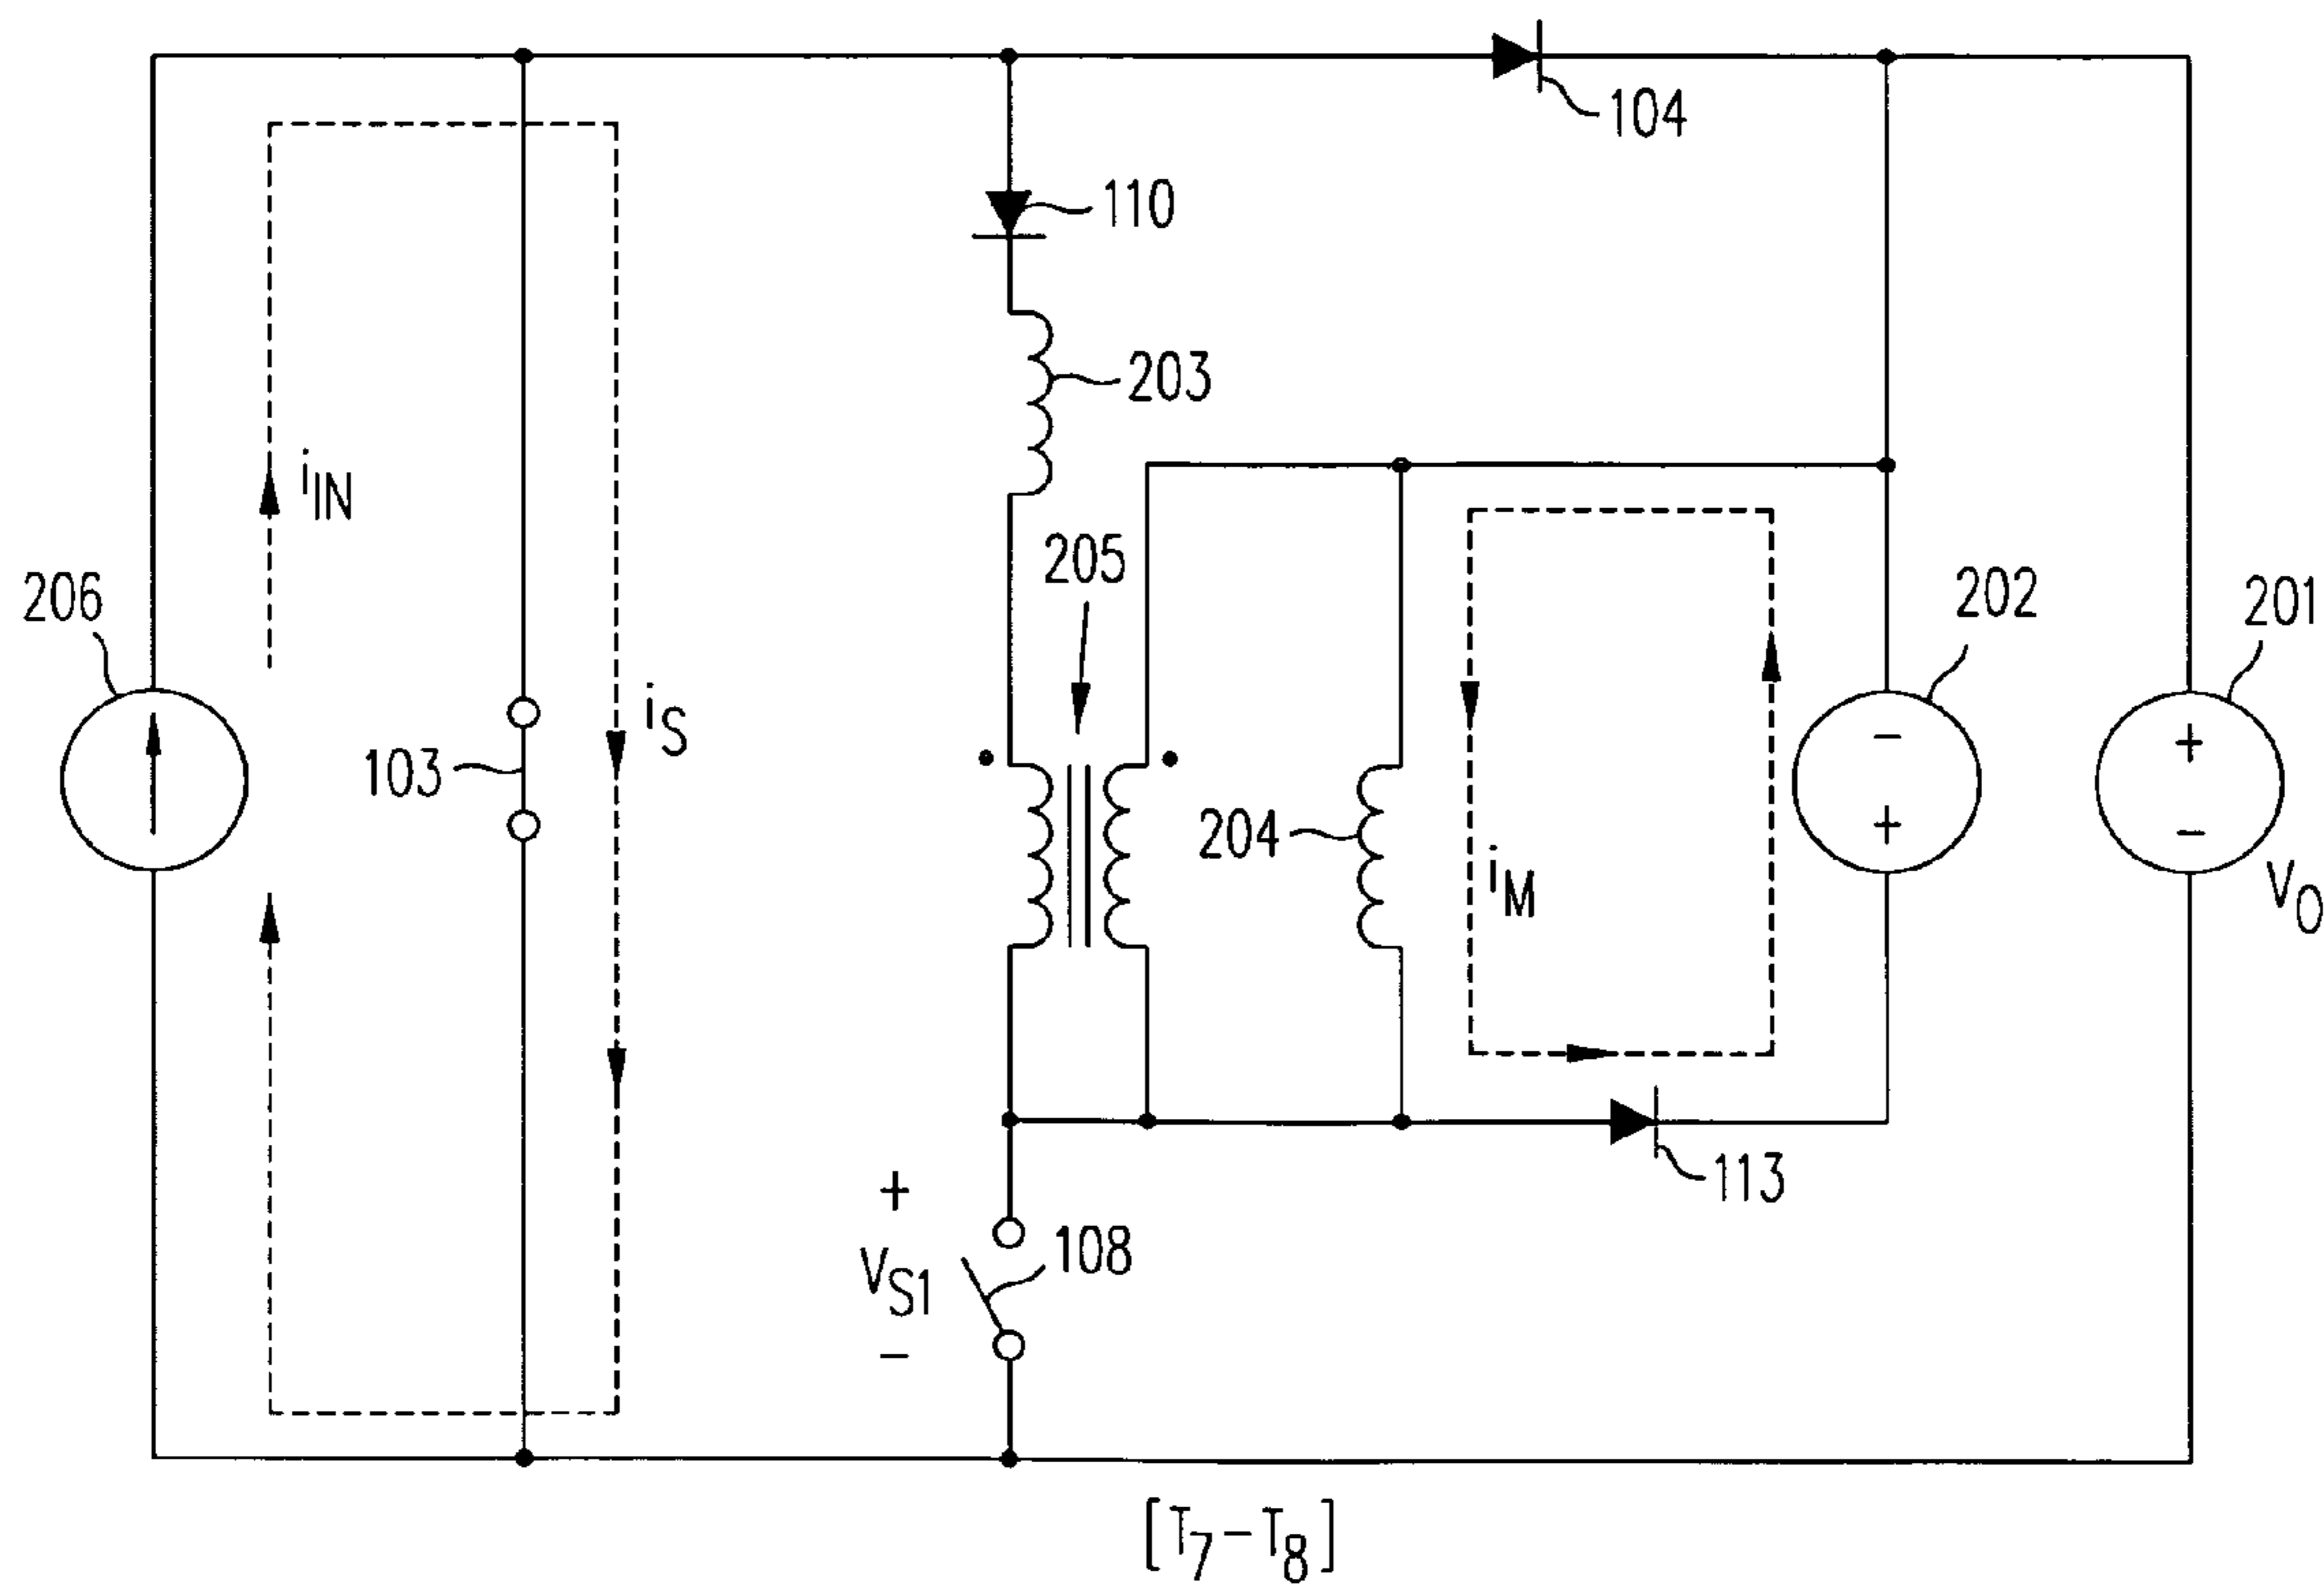 104
110
203
i_IN
205
206
202
201
i_S
103
204
i_M
+
−
−
+
V_O
113
+
V_S1
−
108
[T_7−T_8]